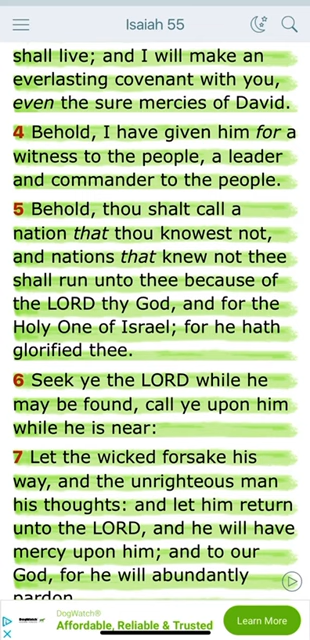 Isaiah 55
shall live; and I will make an
everlasting covenant with you,
even the sure mercies of David.
4 Behold, I have given him for a
witness to the people, a leader
and commander to the people.
5 Behold, thou shalt call a
nation that thou knowest not,
and nations that knew not thee
shall run unto thee because of
the LORD thy God, and for the
Holy One of Israel; for he hath
glorified thee.
6 Seek ye the LORD while he
may be found, call ye upon him
while he is near:
7 Let the wicked forsake his
way, and the unrighteous man
his thoughts: and let him return
unto the LORD, and he will have
mercy upon him; and to our
God, for he will abundantly
pardon
DogWatch®
Affordable, Reliable & Trusted
Learn More